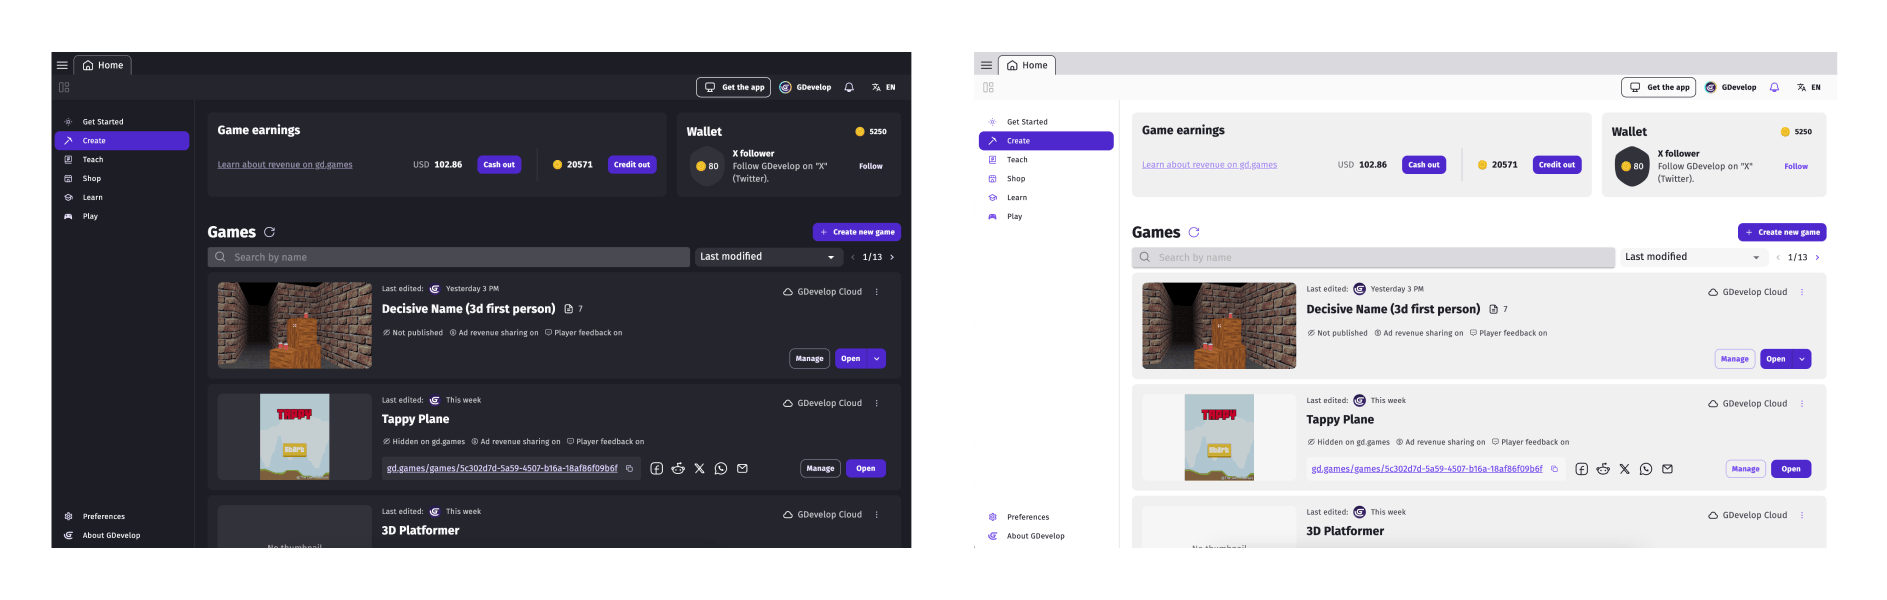 Home
Get the app
GDevelop
EN
Get Started
Create
Teach
Shop
Learn
Play
Preferences
About GDevelop
Game earnings
Learn about revenue on gd.games
USD 102.86
Cash out
20571
Credit out
Wallet
5250
80
X follower
Follow GDevelop on "X"
(Twitter).
Follow
Games
+ Create new game
Search by name
Last modified
1/13
Last edited: Yesterday 3 PM
GDevelop Cloud
Decisive Name (3d first person) 7
Not published Ad revenue sharing on Player feedback on
Manage
Open
Last edited: This week
GDevelop Cloud
TAPPY
Start
Tappy Plane
Hidden on gd.games Ad revenue sharing on Player feedback on
gd.games/games/5c302d7d-5a59-4507-b16a-18af86f09b6f
Manage
Open
Last edited: This week
GDevelop Cloud
3D Platformer
No thumbnail
Home
Get the app
GDevelop
EN
Get Started
Create
Teach
Shop
Learn
Play
Preferences
About GDevelop
Game earnings
Learn about revenue on gd.games
USD 102.86
Cash out
20571
Credit out
Wallet
5250
80
X follower
Follow GDevelop on "X"
(Twitter).
Follow
Games
+ Create new game
Search by name
Last modified
1/13
Last edited: Yesterday 3 PM
GDevelop Cloud
Decisive Name (3d first person) 7
Not published Ad revenue sharing on Player feedback on
Manage
Open
Last edited: This week
GDevelop Cloud
TAPPY
Start
Tappy Plane
Hidden on gd.games Ad revenue sharing on Player feedback on
gd.games/games/5c302d7d-5a59-4507-b16a-18af86f09b6f
Manage
Open
Last edited: This week
GDevelop Cloud
3D Platformer
No thumbnail